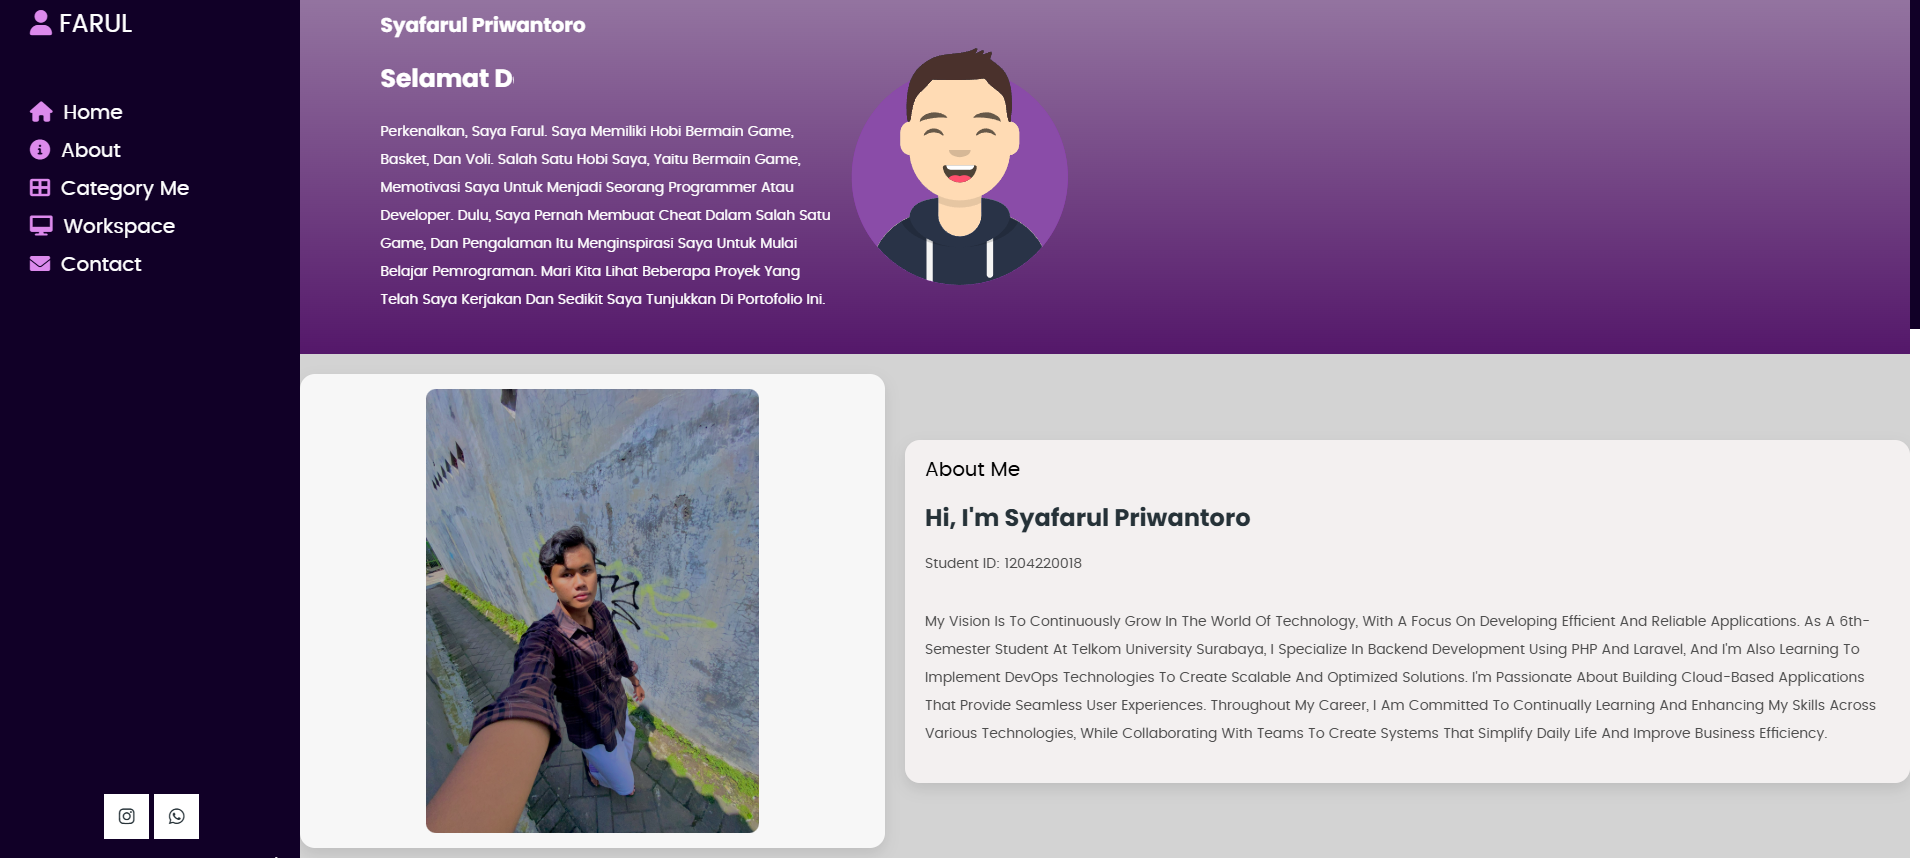 FARUL
Home
About
Category Me
Workspace
Contact
Syafarul Priwantoro
Selamat D
Perkenalkan, Saya Farul. Saya Memiliki Hobi Bermain Game,
Basket, Dan Voli. Salah Satu Hobi Saya, Yaitu Bermain Game,
Memotivasi Saya Untuk Menjadi Seorang Programmer Atau
Developer. Dulu, Saya Pernah Membuat Cheat Dalam Salah Satu
Game, Dan Pengalaman Itu Menginspirasi Saya Untuk Mulai
Belajar Pemrograman. Mari Kita Lihat Beberapa Proyek Yang
Telah Saya Kerjakan Dan Sedikit Saya Tunjukkan Di Portofolio Ini.
About Me
Hi, I'm Syafarul Priwantoro
Student ID: 1204220018
My Vision Is To Continuously Grow In The World Of Technology, With A Focus On Developing Efficient And Reliable Applications. As A 6th-
Semester Student At Telkom University Surabaya, I Specialize In Backend Development Using PHP And Laravel, And I'm Also Learning To
Implement DevOps Technologies To Create Scalable And Optimized Solutions. I'm Passionate About Building Cloud-Based Applications
That Provide Seamless User Experiences. Throughout My Career, I Am Committed To Continually Learning And Enhancing My Skills Across
Various Technologies, While Collaborating With Teams To Create Systems That Simplify Daily Life And Improve Business Efficiency.